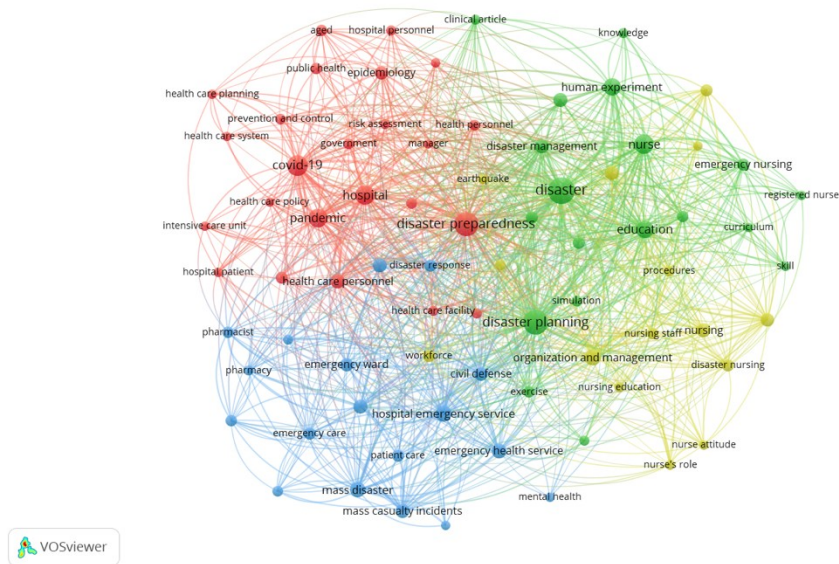 clinical article
aged
hospital personnel
knowledge
public health
epidemiology
human experiment
health care planning
prevention and control
risk assessment
health personnel
health care system
government
manager
disaster management
nurse
covid-19
emergency nursing
earthquake
disaster
registered nurse
health care policy
hospital
pandemic
disaster preparedness
education
curriculum
intensive care unit
hospital patient
disaster response
procedures
skill
health care personnel
simulation
health care facility
disaster planning
pharmacist
nursing staff
nursing
workforce
organization and management
emergency ward
disaster nursing
pharmacy
civil defense
nursing education
exercise
hospital emergency service
emergency care
nurse attitude
emergency health service
patient care
nurse's role
mass disaster
mental health
mass casualty incidents
VOSviewer